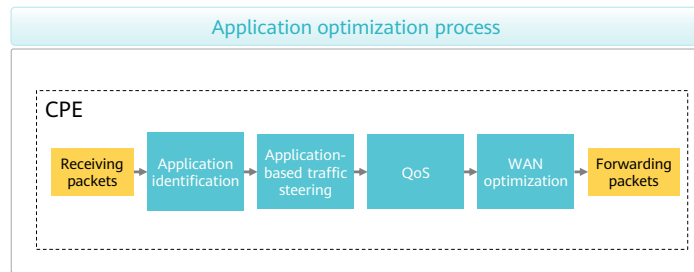 Application optimization process
CPE
Receiving
packets
Application
identification
Application-
based traffic
steering
QoS
WAN
optimization
Forwarding
packets